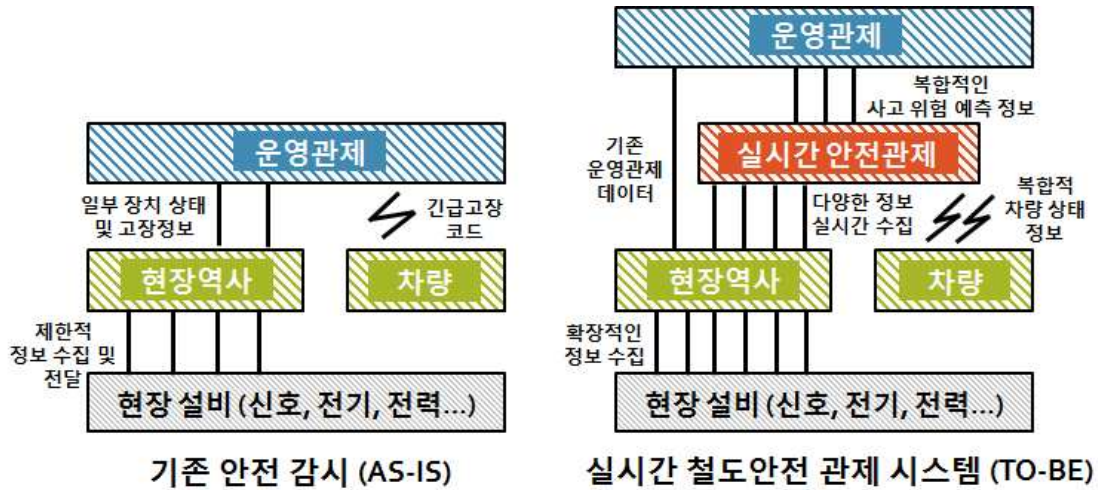 운영관제
일부 장치 상태
및 고장정보
긴급고장
코드
현장역사
차량
제한적
정보 수집 및
전달
현장 설비 (신호, 전기, 전력...)
기존 안전 감시 (AS-IS)
운영관제
복합적인
사고 위험 예측 정보
기존
운영관제
데이터
실시간 안전관제
다양한 정보
실시간 수집
복합적
차량 상태
정보
현장역사
차량
확장적인
정보 수집
현장 설비 (신호, 전기, 전력...)
실시간 철도안전 관제 시스템 (TO-BE)